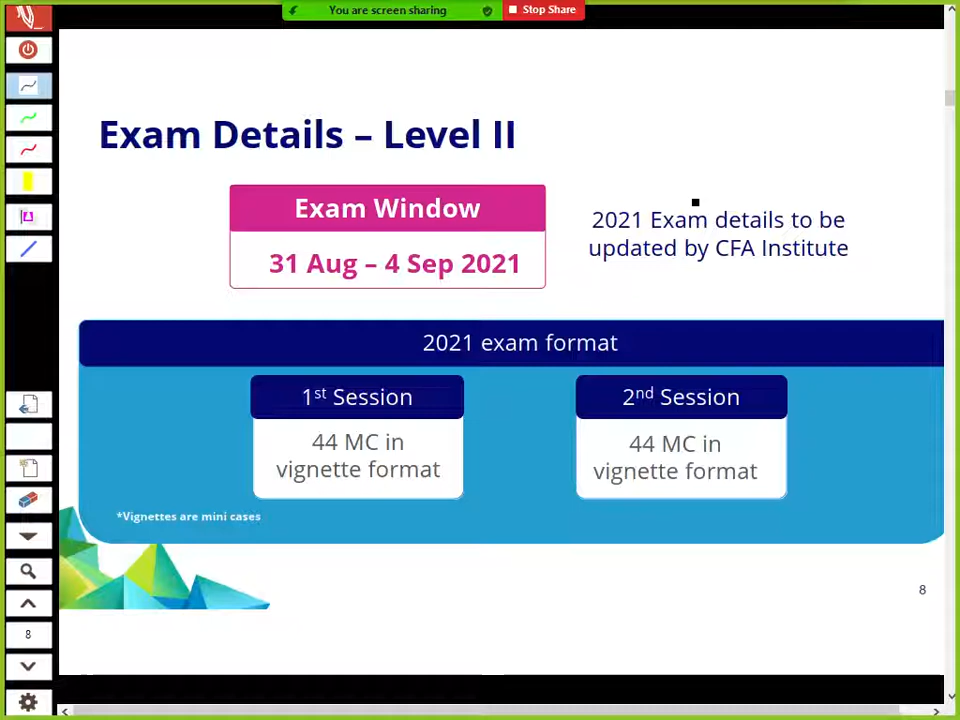 You are screen sharing
Stop Share
Exam Details – Level II
Exam Window
31 Aug – 4 Sep 2021
2021 Exam details to be
updated by CFA Institute
2021 exam format
1st Session
44 MC in
vignette format
2nd Session
44 MC in
vignette format
*Vignettes are mini cases
8
8